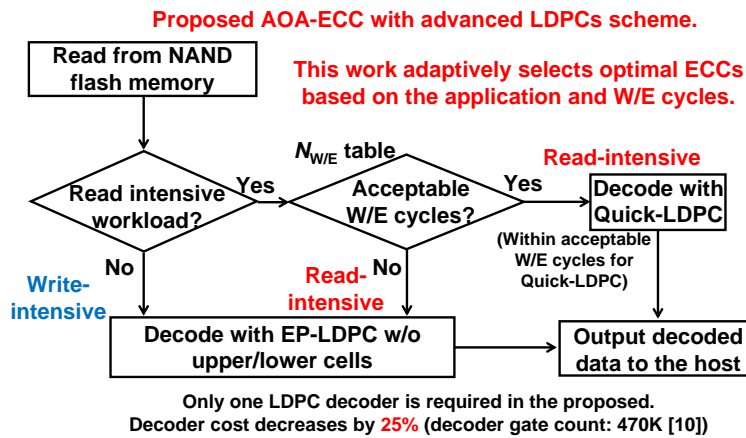 Proposed AOA-ECC with advanced LDPCs scheme.
Read from NAND
flash memory
This work adaptively selects optimal ECCs
based on the application and W/E cycles.
N_W/E table
Read-intensive
Read intensive
workload?
Yes
Acceptable
W/E cycles?
Yes
Decode with
Quick-LDPC
(Within acceptable
W/E cycles for
Quick-LDPC)
No
Write-
intensive
No
Read-
intensive
Decode with EP-LDPC w/o
upper/lower cells
Output decoded
data to the host
Only one LDPC decoder is required in the proposed.
Decoder cost decreases by 25% (decoder gate count: 470K [10])